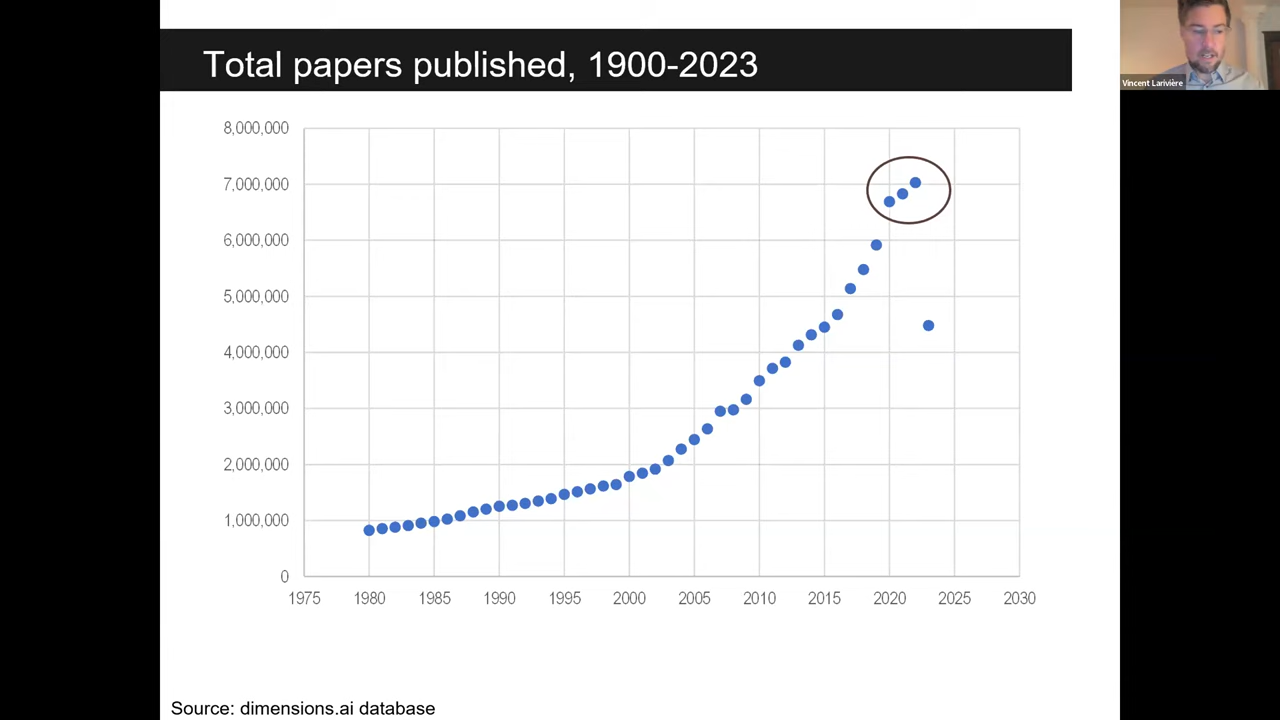 Total papers published, 1900-2023
Vincent Larivière
8,000,000
7,000,000
6,000,000
5,000,000
4,000,000
3,000,000
2,000,000
1,000,000
0
1975 1980 1985 1990 1995 2000 2005 2010 2015 2020 2025 2030
Source: dimensions.ai database